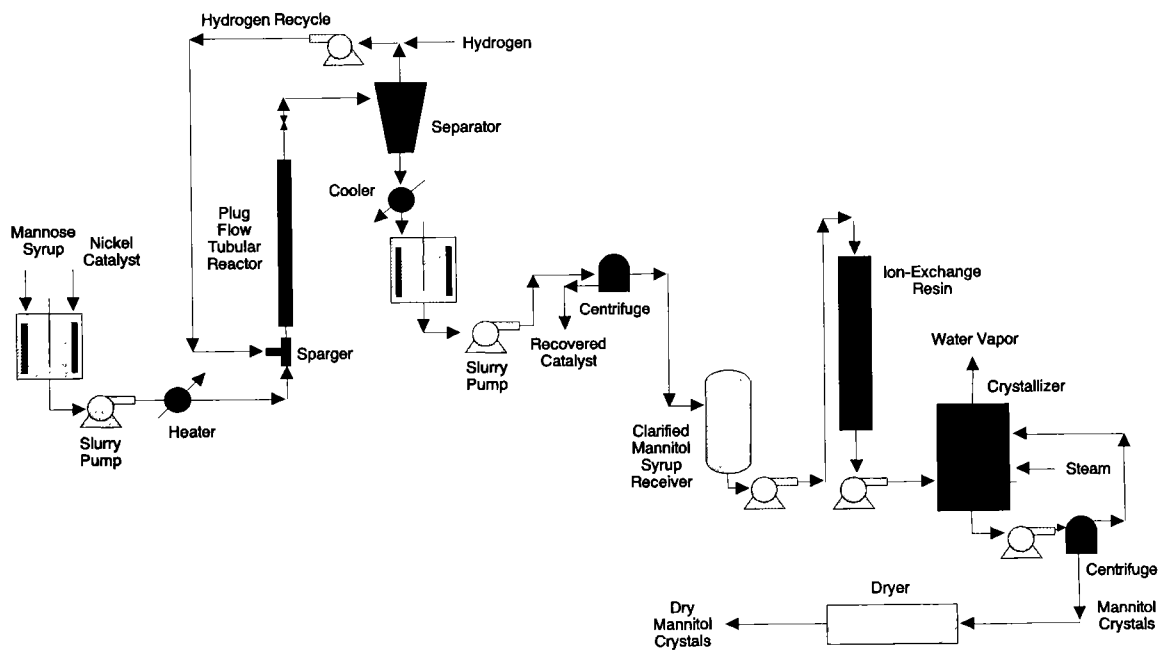 Hydrogen Recycle
Hydrogen
Separator
Cooler
Plug
Flow
Tubular
Reactor
Mannose
Syrup
Nickel
Catalyst
Sparger
Heater
Slurry
Pump
Slurry
Pump
Centrifuge
Recovered
Catalyst
Ion-Exchange
Resin
Water Vapor
Crystallizer
Clarified
Mannitol
Syrup
Receiver
Steam
Centrifuge
Mannitol
Crystals
Dryer
Dry
Mannitol
Crystals